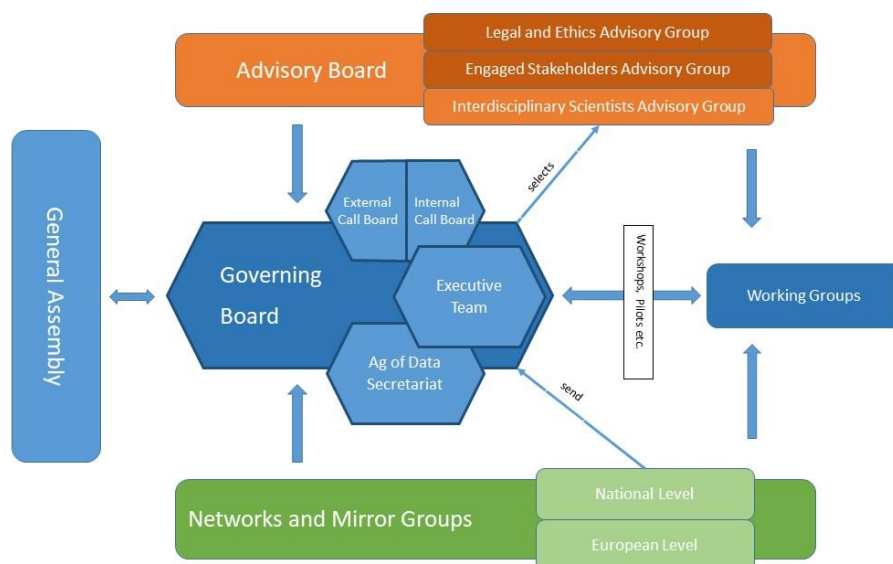 Legal and Ethics Advisory Group
Advisory Board
Engaged Stakeholders Advisory Group
Interdisciplinary Scientists Advisory Group
General Assembly
External
Call Board
Internal
Call Board
selects
Governing
Board
Executive
Team
Workshops, Pilots etc.
Working Groups
Ag of Data
Secretariat
send
Networks and Mirror Groups
National Level
European Level